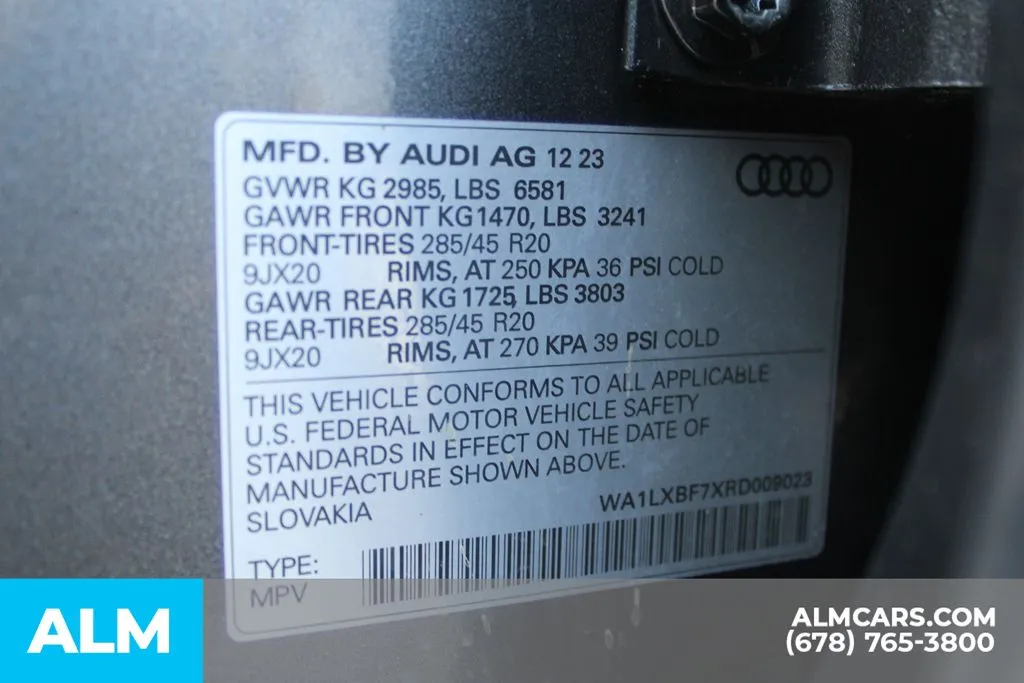 MFD. BY AUDI AG 12 23
GVWR KG 2985, LBS 6581
GAWR FRONT KG 1470, LBS 3241
FRONT-TIRES 285/45 R20
9JX20 RIMS, AT 250 KPA 36 PSI COLD
GAWR REAR KG 1725, LBS 3803
REAR-TIRES 285/45 R20
9JX20 RIMS, AT 270 KPA 39 PSI COLD
THIS VEHICLE CONFORMS TO ALL APPLICABLE
U.S. FEDERAL MOTOR VEHICLE SAFETY
STANDARDS IN EFFECT ON THE DATE OF
MANUFACTURE SHOWN ABOVE.
SLOVAKIA
WA1LXBF7XRD009023
TYPE:
MPV
ALM
ALMCARS.COM
(678) 765-3800